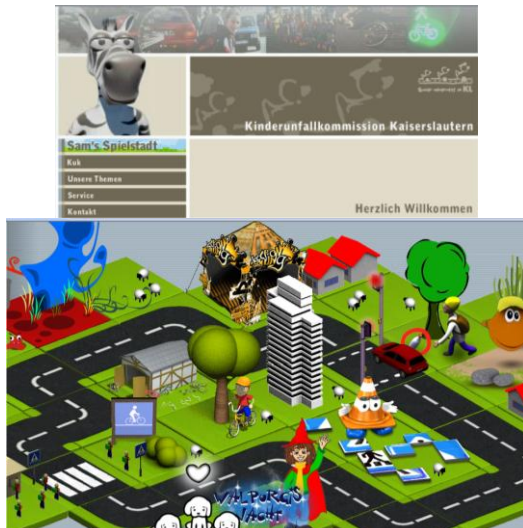 Kinderunfallkommission Kaiserslautern
Sam's Spielstadt
Kuk
Unsere Themen
Service
Kontakt
Herzlich Willkommen
WALPURGIS
NACHT